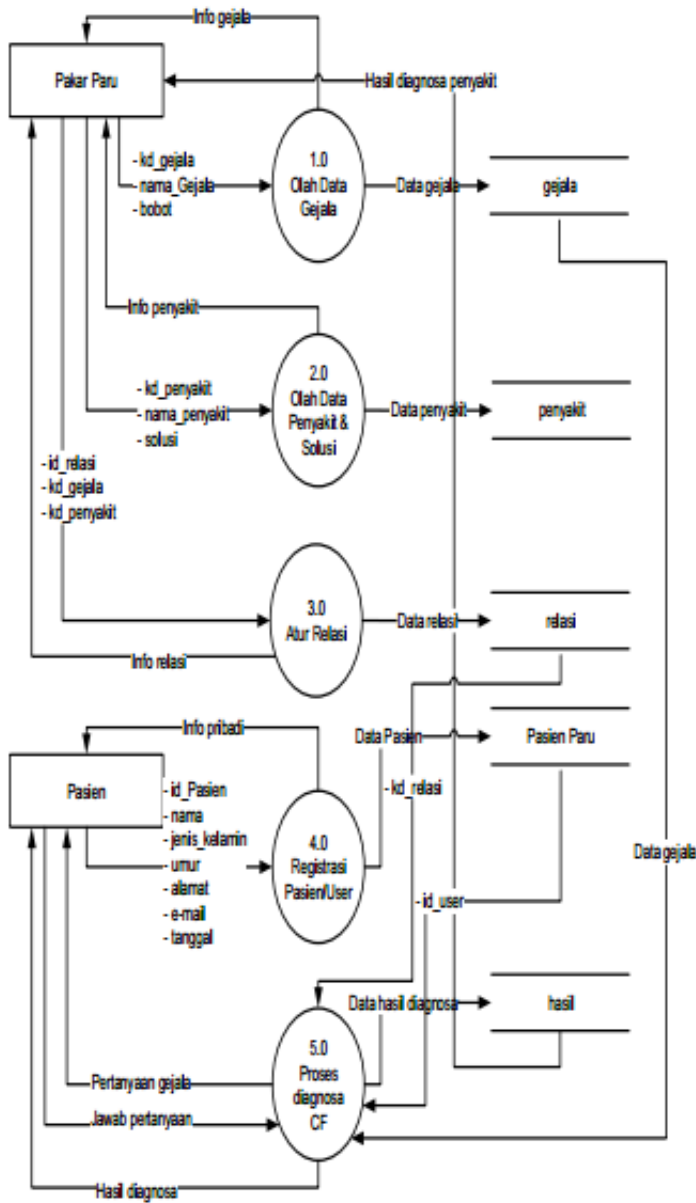 Info gejala
Pakar Paru
Hasil diagnosa penyakit
- kd_gejala
- nama_Gejala
- bobot
1.0
Olah Data
Gejala
Data gejala
gejala
Info penyakit
- kd_penyakit
- nama_penyakit
- solusi
2.0
Olah Data
Penyakit &
Solusi
Data penyakit
penyakit
- id_relasi
- kd_gejala
- kd_penyakit
3.0
Atur Relasi
Data relasi
relasi
Info relasi
Info pribadi
Data Pasien
Pasien Paru
Pasien
- id_Pasien
- nama
- jenis_kelamin
- umur
- alamat
- e-mail
- tanggal
4.0
Registrasi
Pasien/User
- kd_relasi
Data gejala
- id_user
Data hasil diagnosa
hasil
5.0
Proses
diagnosa
CF
Pertanyaan gejala
Jawab pertanyaan
Hasil diagnosa